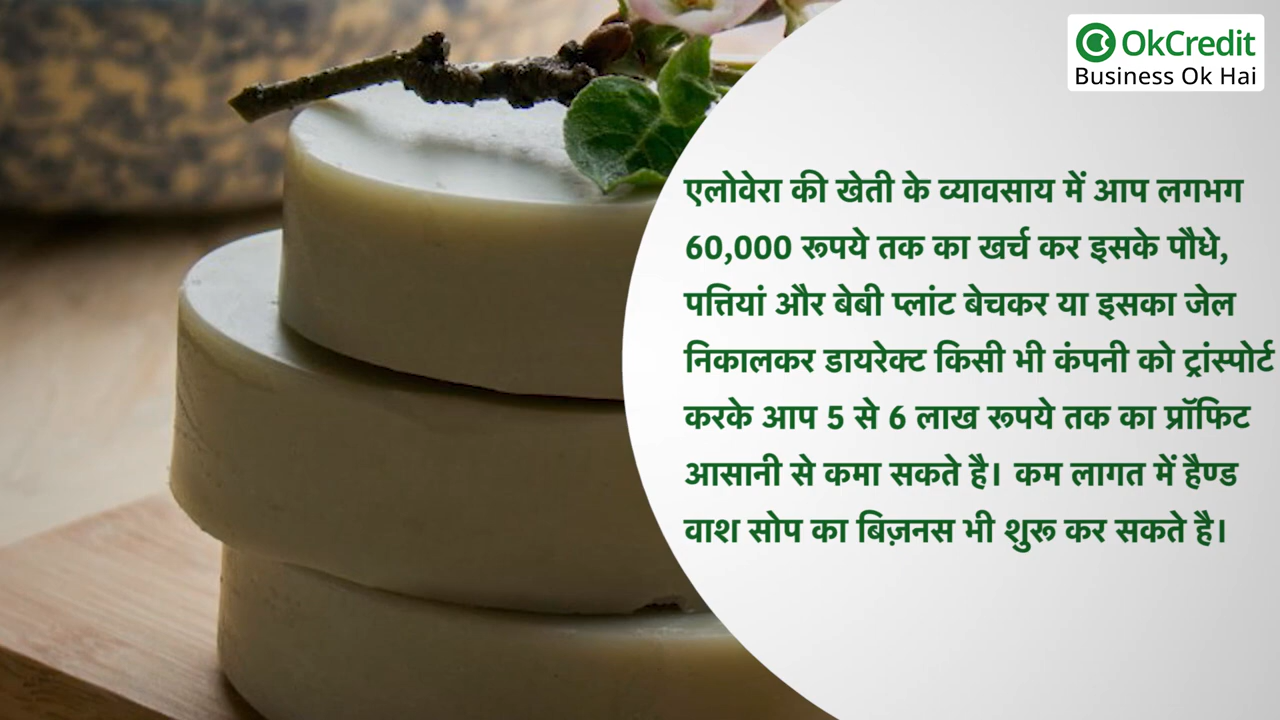 OkCredit
Business Ok Hai
एलोवेरा की खेती के व्यावसाय में आप लगभग
60,000 रूपये तक का खर्च कर इसके पौधे,
पत्तियां और बेबी प्लांट बेचकर या इसका जेल
निकालकर डायरेक्ट किसी भी कंपनी को ट्रांस्पोर्ट
करके आप 5 से 6 लाख रूपये तक का प्रॉफिट
आसानी से कमा सकते है। कम लागत में हैण्ड
वाश सोप का बिज़नस भी शुरू कर सकते है।